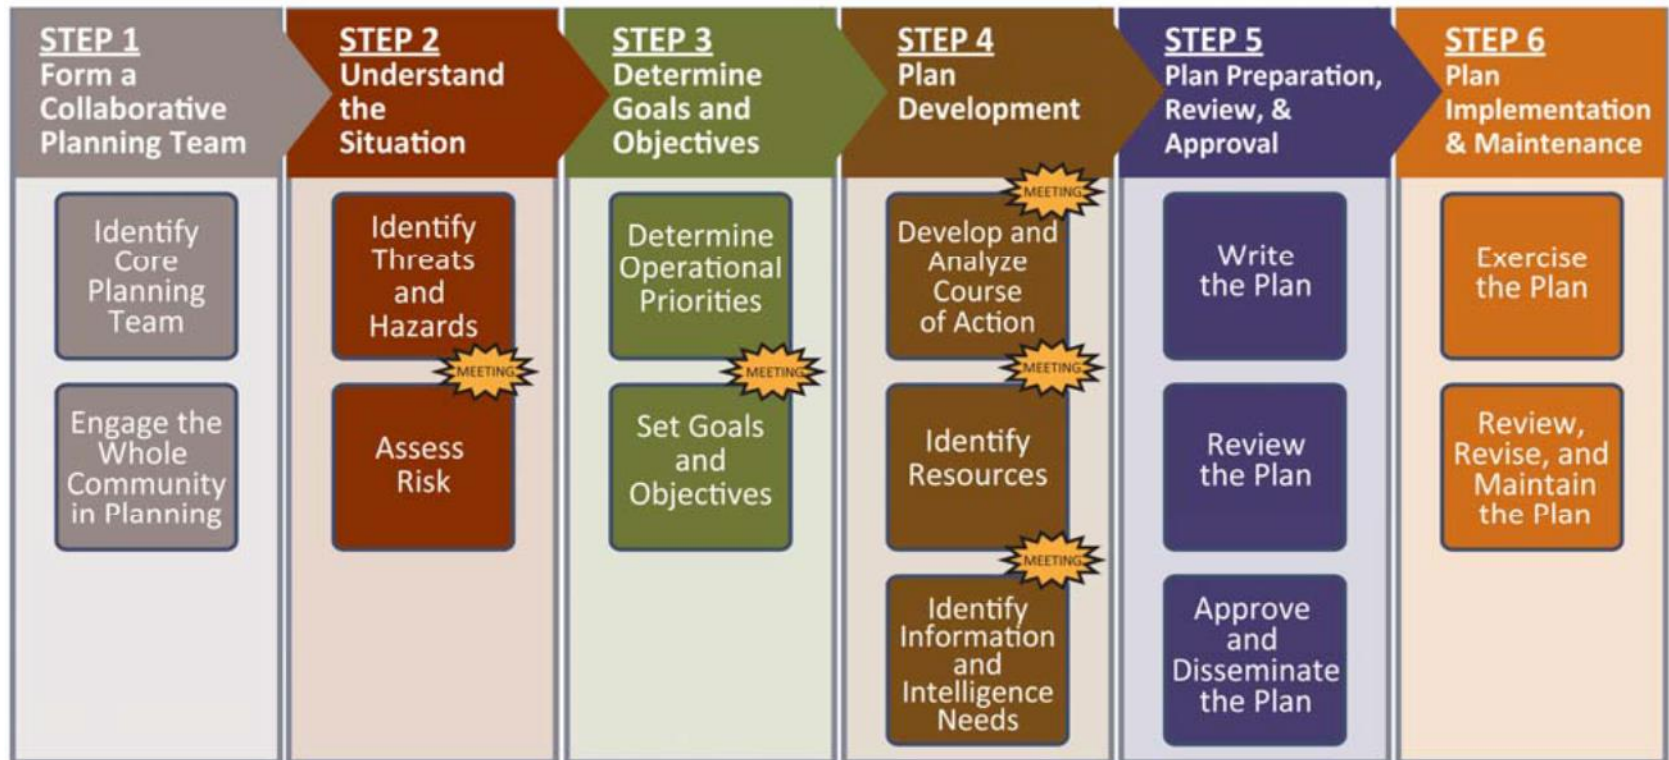 STEP 1
Form a
Collaborative
Planning Team
STEP 2
Understand
the
Situation
STEP 3
Determine
Goals and
Objectives
STEP 4
Plan
Development
STEP 5
Plan Preparation,
Review, &
Approval
STEP 6
Plan
Implementation
& Maintenance
Identify
Core
Planning
Team
Engage the
Whole
Community
in Planning
Identify
Threats
and
Hazards
MEETING
Assess
Risk
Determine
Operational
Priorities
MEETING
Set Goals
and
Objectives
MEETING
Develop and
Analyze
Course
of Action
MEETING
Identify
Resources
MEETING
Identify
Information
and
Intelligence
Needs
Write
the Plan
Review
the Plan
Approve
and
Disseminate
the Plan
Exercise
the Plan
Review,
Revise, and
Maintain
the Plan